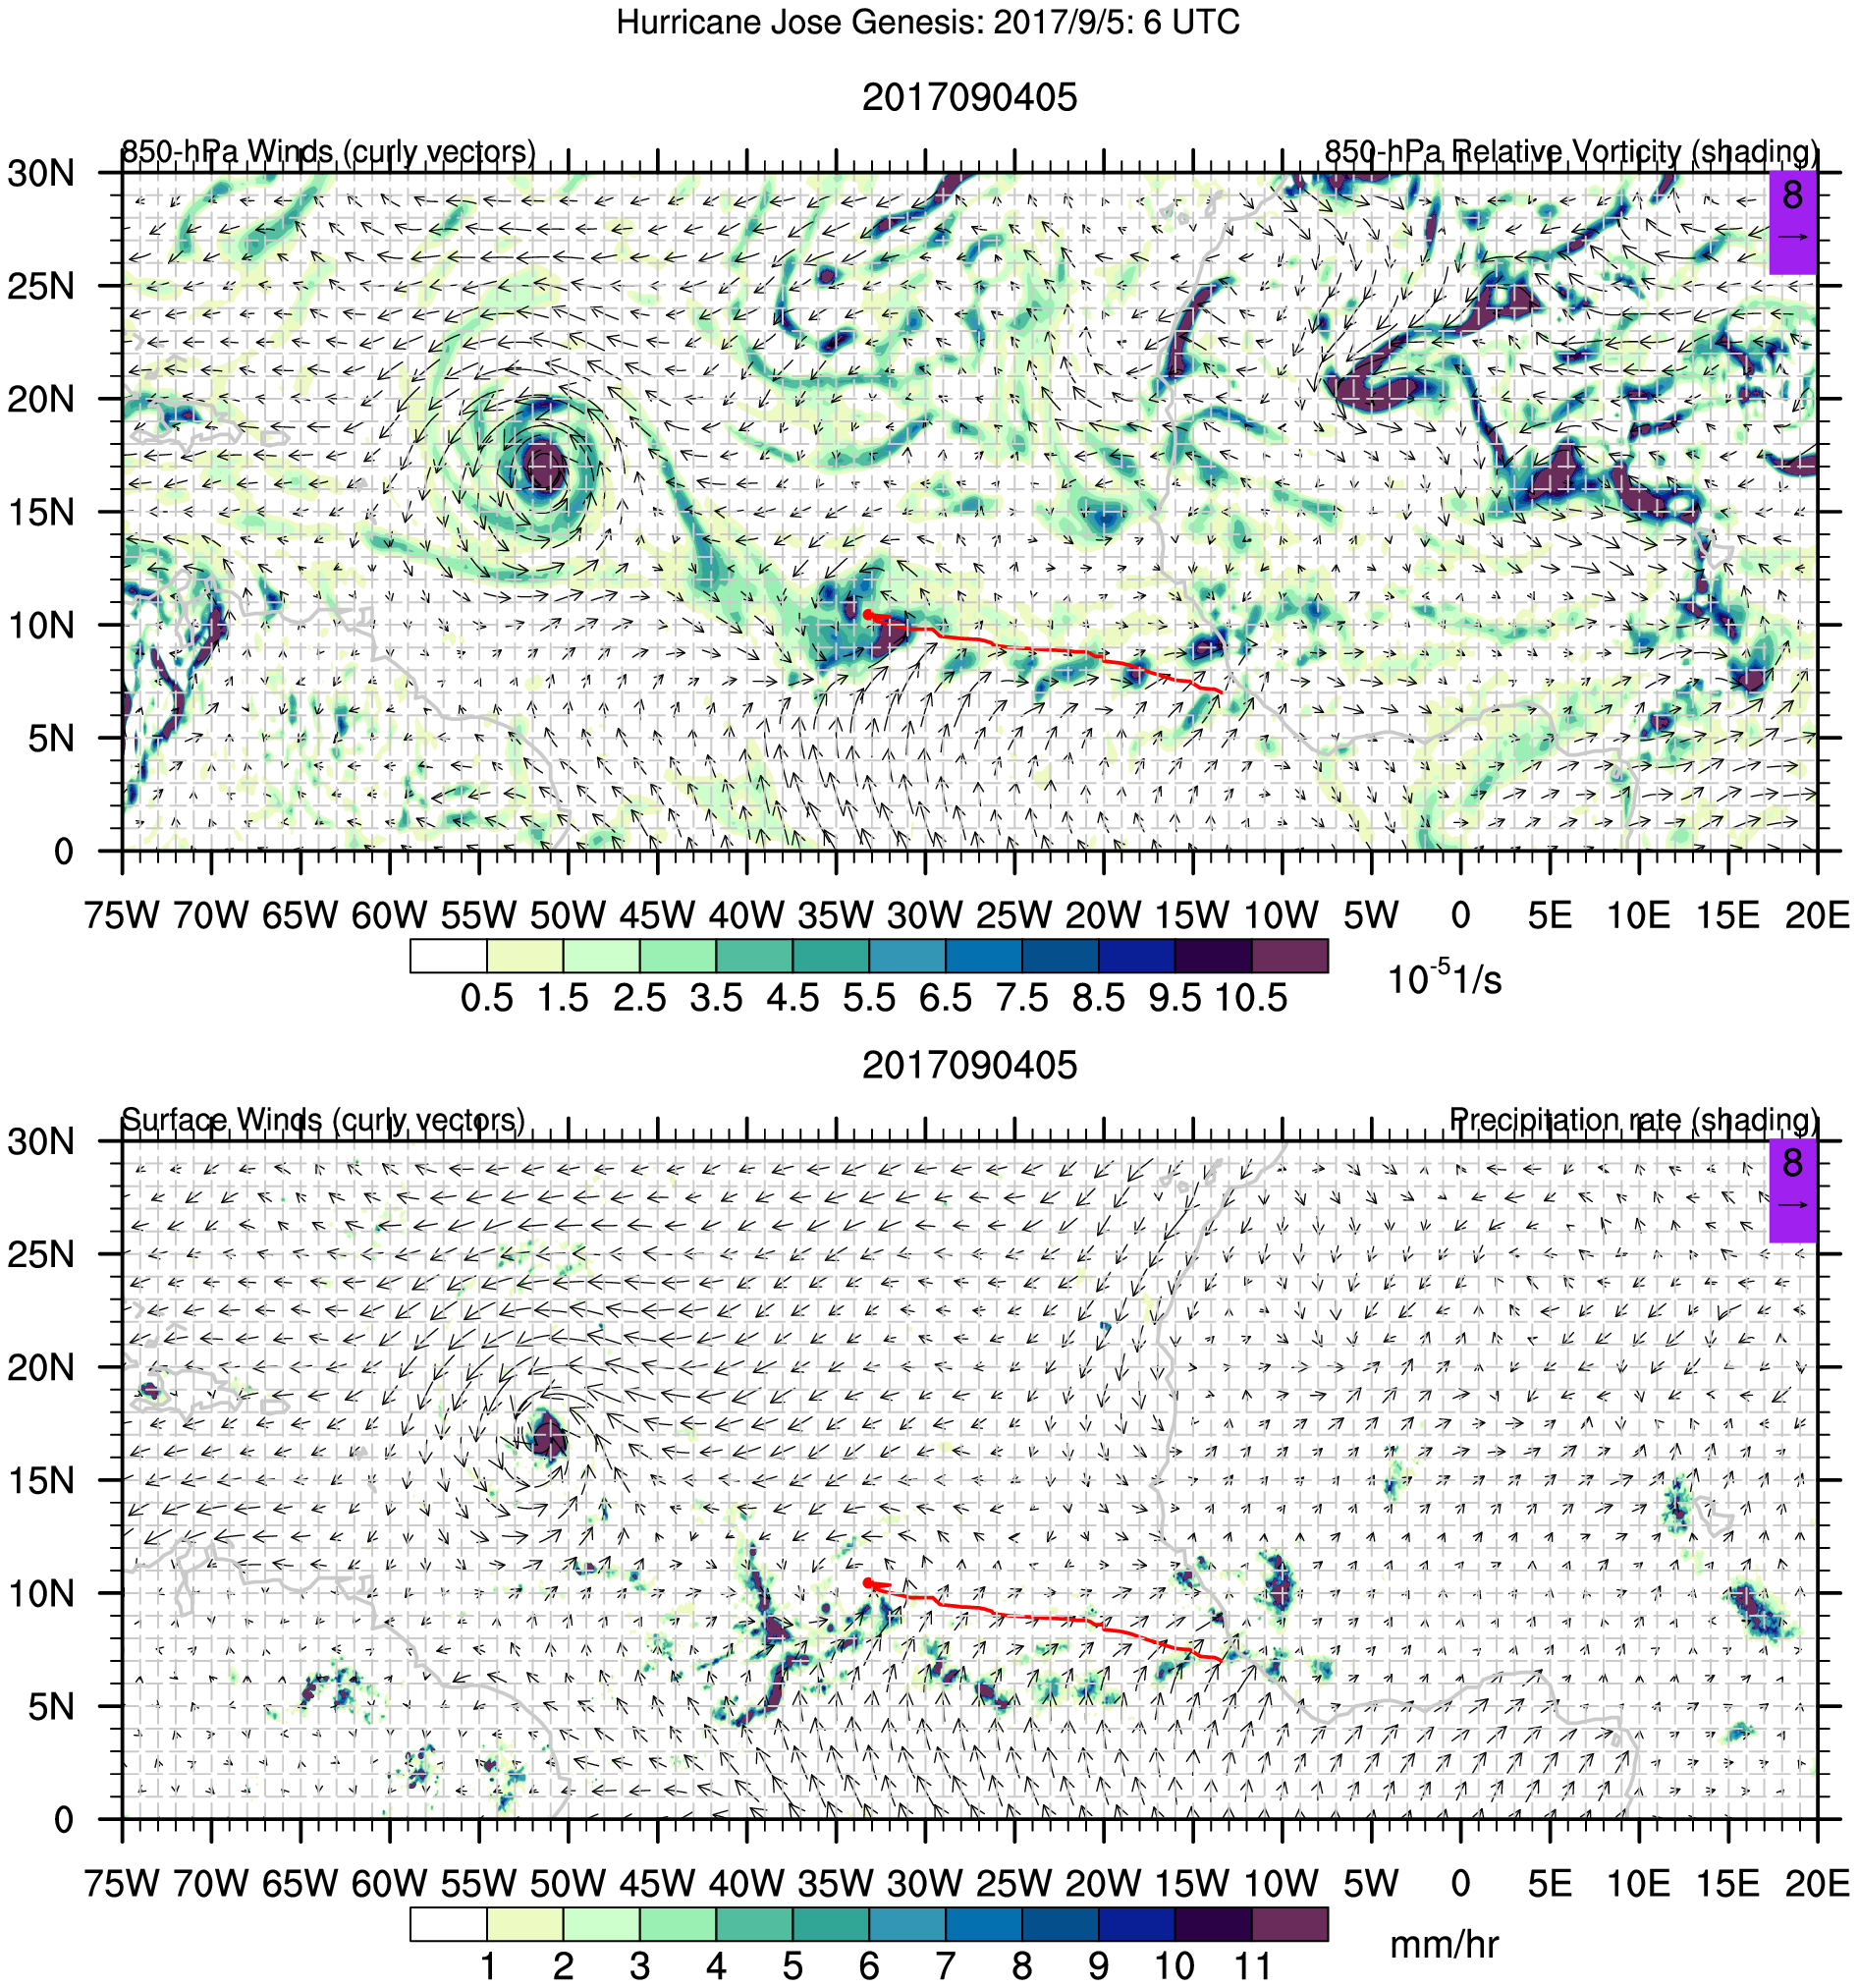 Hurricane Jose Genesis: 2017/9/5: 6 UTC
2017090405
850-hPa Winds (curly vectors) 850-hPa Relative Vorticity (shading)
8
30N
25N
20N
15N
10N
5N
0
75W 70W 65W 60W 55W 50W 45W 40W 35W 30W 25W 20W 15W 10W 5W 0 5E 10E 15E 20E
0.5 1.5 2.5 3.5 4.5 5.5 6.5 7.5 8.5 9.5 10.5
10⁻⁵1/s
2017090405
Surface Winds (curly vectors) Precipitation rate (shading)
8
30N
25N
20N
15N
10N
5N
0
75W 70W 65W 60W 55W 50W 45W 40W 35W 30W 25W 20W 15W 10W 5W 0 5E 10E 15E 20E
1 2 3 4 5 6 7 8 9 10 11
mm/hr